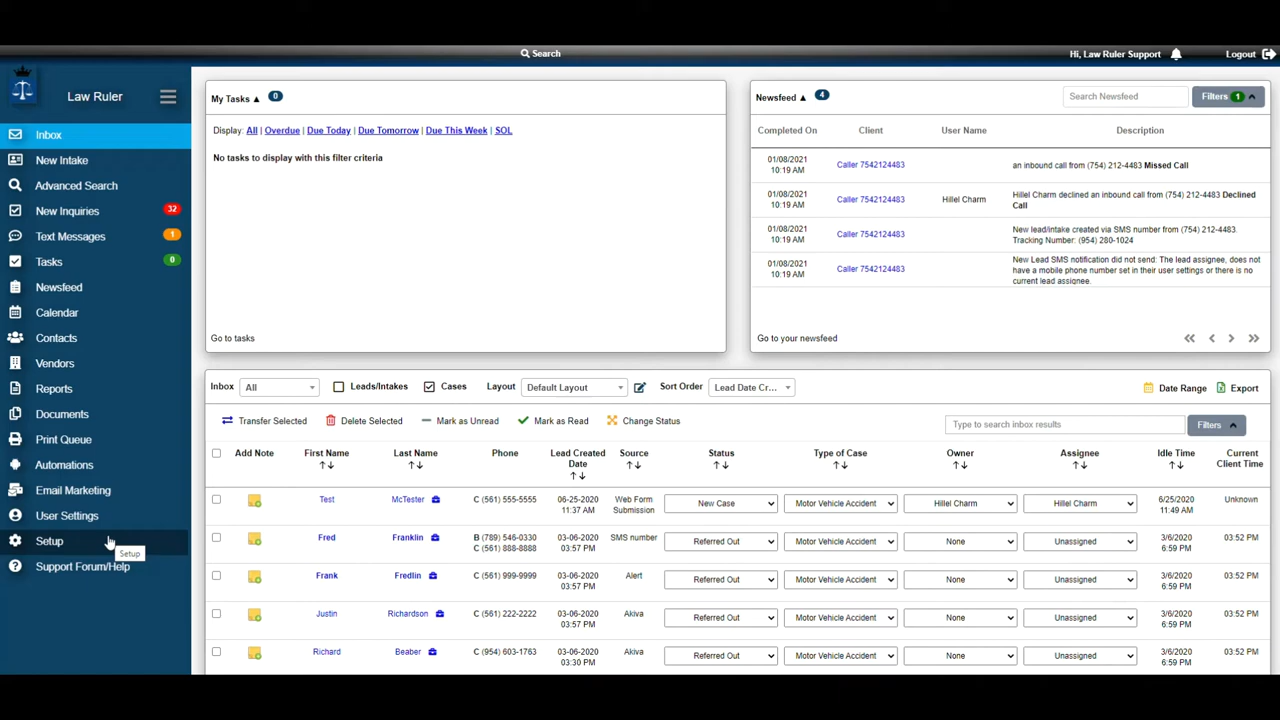 Search
Hi, Law Ruler Support
Logout
Law Ruler
Inbox
New Intake
Advanced Search
New Inquiries 32
Text Messages 1
Tasks 0
Newsfeed
Calendar
Contacts
Vendors
Reports
Documents
Print Queue
Automations
Email Marketing
User Settings
Setup
Setup
Support Forum/Help
My Tasks ▲ 0
Display: All | Overdue | Due Today | Due Tomorrow | Due This Week | SOL
No tasks to display with this filter criteria
Go to tasks
Newsfeed ▲ 4
Search Newsfeed
Filters 1
Completed On Client User Name Description
01/08/2021
10:19 AM
Caller 7542124483
an inbound call from (754) 212-4483 Missed Call
01/08/2021
10:19 AM
Caller 7542124483
Hillel Charm
Hillel Charm declined an inbound call from (754) 212-4483 Declined
Call
01/08/2021
10:19 AM
Caller 7542124483
New lead/intake created via SMS number from (754) 212-4483.
Tracking Number: (954) 280-1024
01/08/2021
10:19 AM
Caller 7542124483
New Lead SMS notification did not send: The lead assignee, does not
have a mobile phone number set in their user settings or there is no
current lead assignee.
Go to your newsfeed
Inbox All Leads/Intakes Cases Layout Default Layout Sort Order Lead Date Cr... Date Range Export
Transfer Selected Delete Selected Mark as Unread Mark as Read Change Status
Type to search inbox results
Filters
Add Note First Name Last Name Phone Lead Created
Date
Source Status Type of Case Owner Assignee Idle Time Current
Client Time
Test McTester C (561) 555-5555 06-25-2020
11:37 AM
Web Form
Submission
New Case Motor Vehicle Accident Hillel Charm Hillel Charm 6/25/2020
11:49 AM
Unknown
Fred Franklin B (789) 546-0330
C (561) 888-8888
03-06-2020
03:57 PM
SMS number Referred Out Motor Vehicle Accident None Unassigned 3/6/2020
6:59 PM
03:52 PM
Frank Fredlin C (561) 999-9999 03-06-2020
03:57 PM
Alert Referred Out Motor Vehicle Accident None Unassigned 3/6/2020
6:59 PM
03:52 PM
Justin Richardson C (561) 222-2222 03-06-2020
03:57 PM
Akiva Referred Out Motor Vehicle Accident None Unassigned 3/6/2020
6:59 PM
03:52 PM
Richard Beaber C (954) 603-1763 03-06-2020
03:30 PM
Akiva Referred Out Motor Vehicle Accident None Unassigned 3/6/2020
6:59 PM
03:52 PM